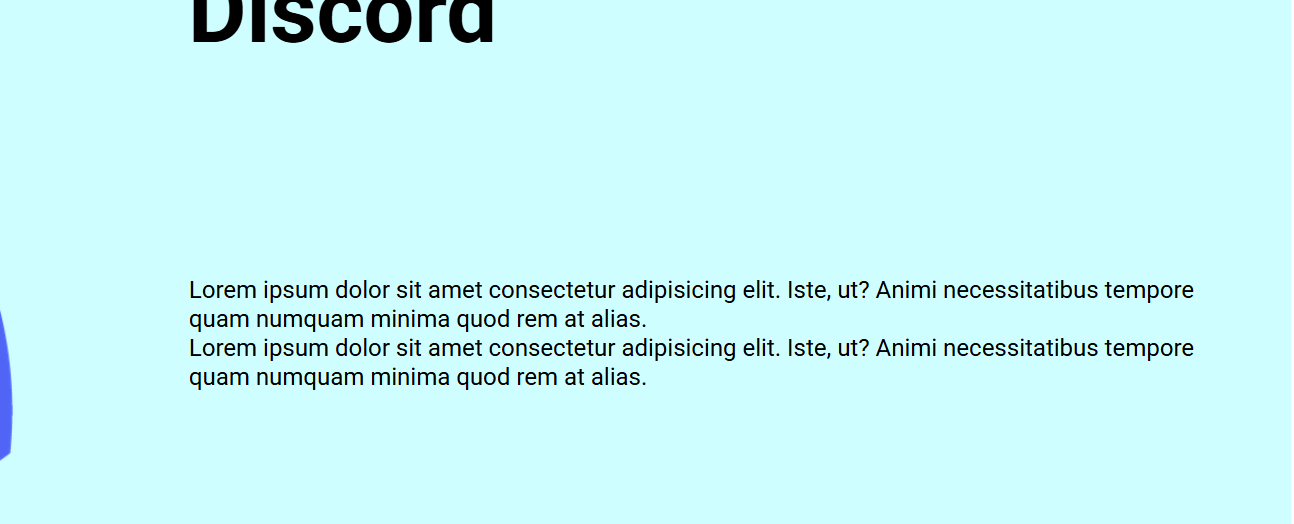 Discord
Lorem ipsum dolor sit amet consectetur adipisicing elit. Iste, ut? Animi necessitatibus tempore
quam numquam minima quod rem at alias.
Lorem ipsum dolor sit amet consectetur adipisicing elit. Iste, ut? Animi necessitatibus tempore
quam numquam minima quod rem at alias.